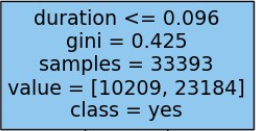 duration <= 0.096
gini = 0.425
samples = 33393
value = [10209, 23184]
class = yes